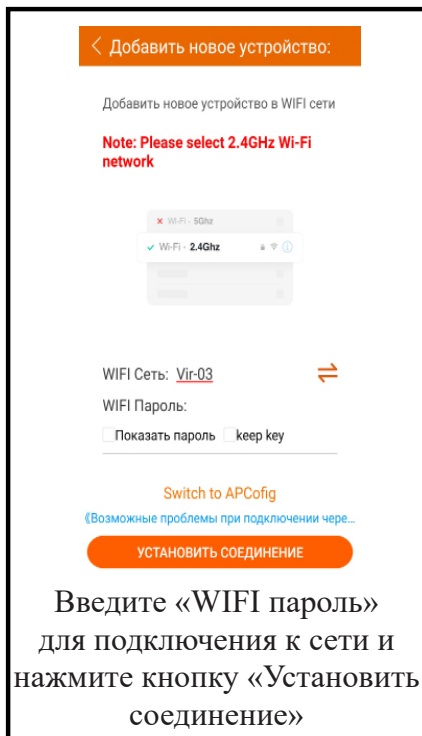 Добавить новое устройство:
Добавить новое устройство в WIFI сети
Note: Please select 2.4GHz Wi-Fi
network
Wi-Fi - 5Ghz
Wi-Fi - 2.4Ghz
WIFI Сеть: Vir-03
WIFI Пароль:
Показать пароль keep key
Switch to APCofig
《Возможные проблемы при подключении чере...
УСТАНОВИТЬ СОЕДИНЕНИЕ
Введите «WIFI пароль»
для подключения к сети и
нажмите кнопку «Установить
соединение»